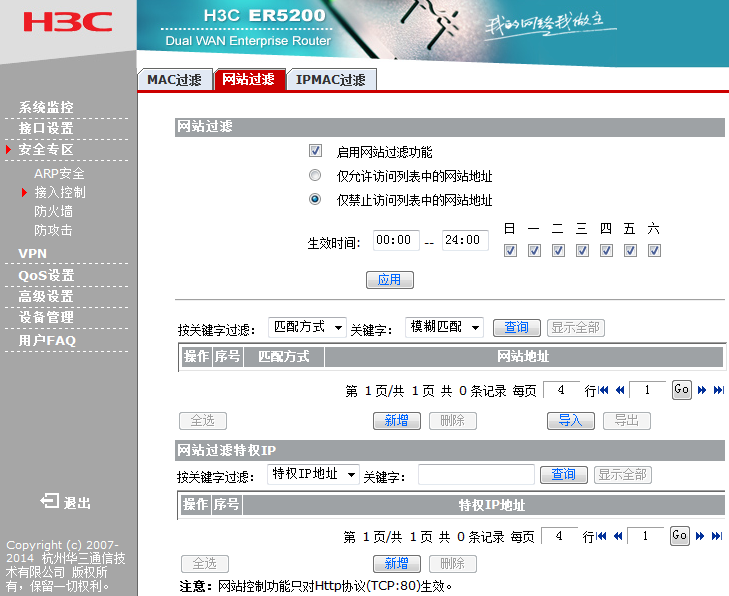 H3C
H3C ER5200
Dual WAN Enterprise Router
我的网络我做主
MAC过滤 网站过滤 IPMAC过滤
系统监控
接口设置
安全专区
ARP安全
接入控制
防火墙
防攻击
VPN
QoS设置
高级设置
设备管理
用户FAQ
退出
Copyright (c) 2007-
2014 杭州华三通信技
术有限公司 版权所
有，保留一切权利。
网站过滤
启用网站过滤功能
仅允许访问列表中的网站地址
仅禁止访问列表中的网站地址
日 一 二 三 四 五 六
生效时间： 00:00 -- 24:00
应用
按关键字过滤： 匹配方式 关键字： 模糊匹配 查询 显示全部
操作 序号 匹配方式 网站地址
第 1 页/共 1 页 共 0 条记录 每页 4 行 1 Go
全选 新增 删除 导入 导出
网站过滤特权IP
按关键字过滤： 特权IP地址 关键字： 查询 显示全部
操作 序号 特权IP地址
第 1 页/共 1 页 共 0 条记录 每页 4 行 1 Go
全选 新增 删除
注意：网站控制功能只对Http协议(TCP:80)生效。